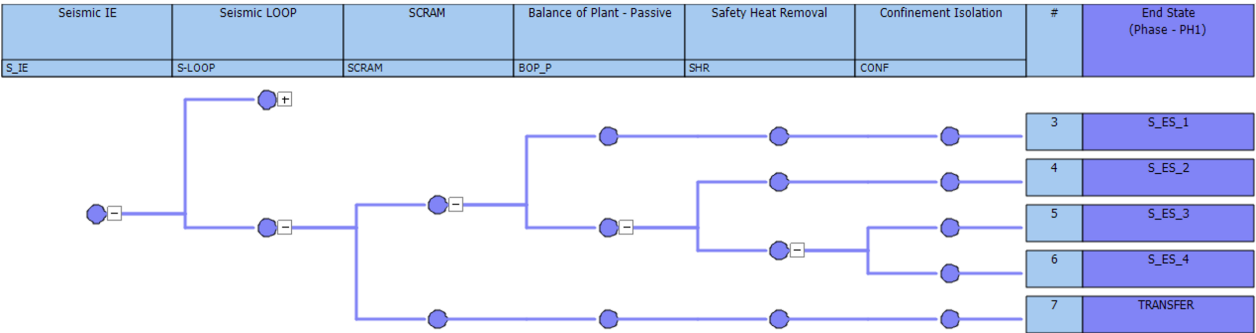 Seismic IE
Seismic LOOP
SCRAM
Balance of Plant - Passive
Safety Heat Removal
Confinement Isolation
#
End State
(Phase - PH1)
S_IE
S-LOOP
SCRAM
BOP_P
SHR
CONF
3 S_ES_1
4 S_ES_2
5 S_ES_3
6 S_ES_4
7 TRANSFER